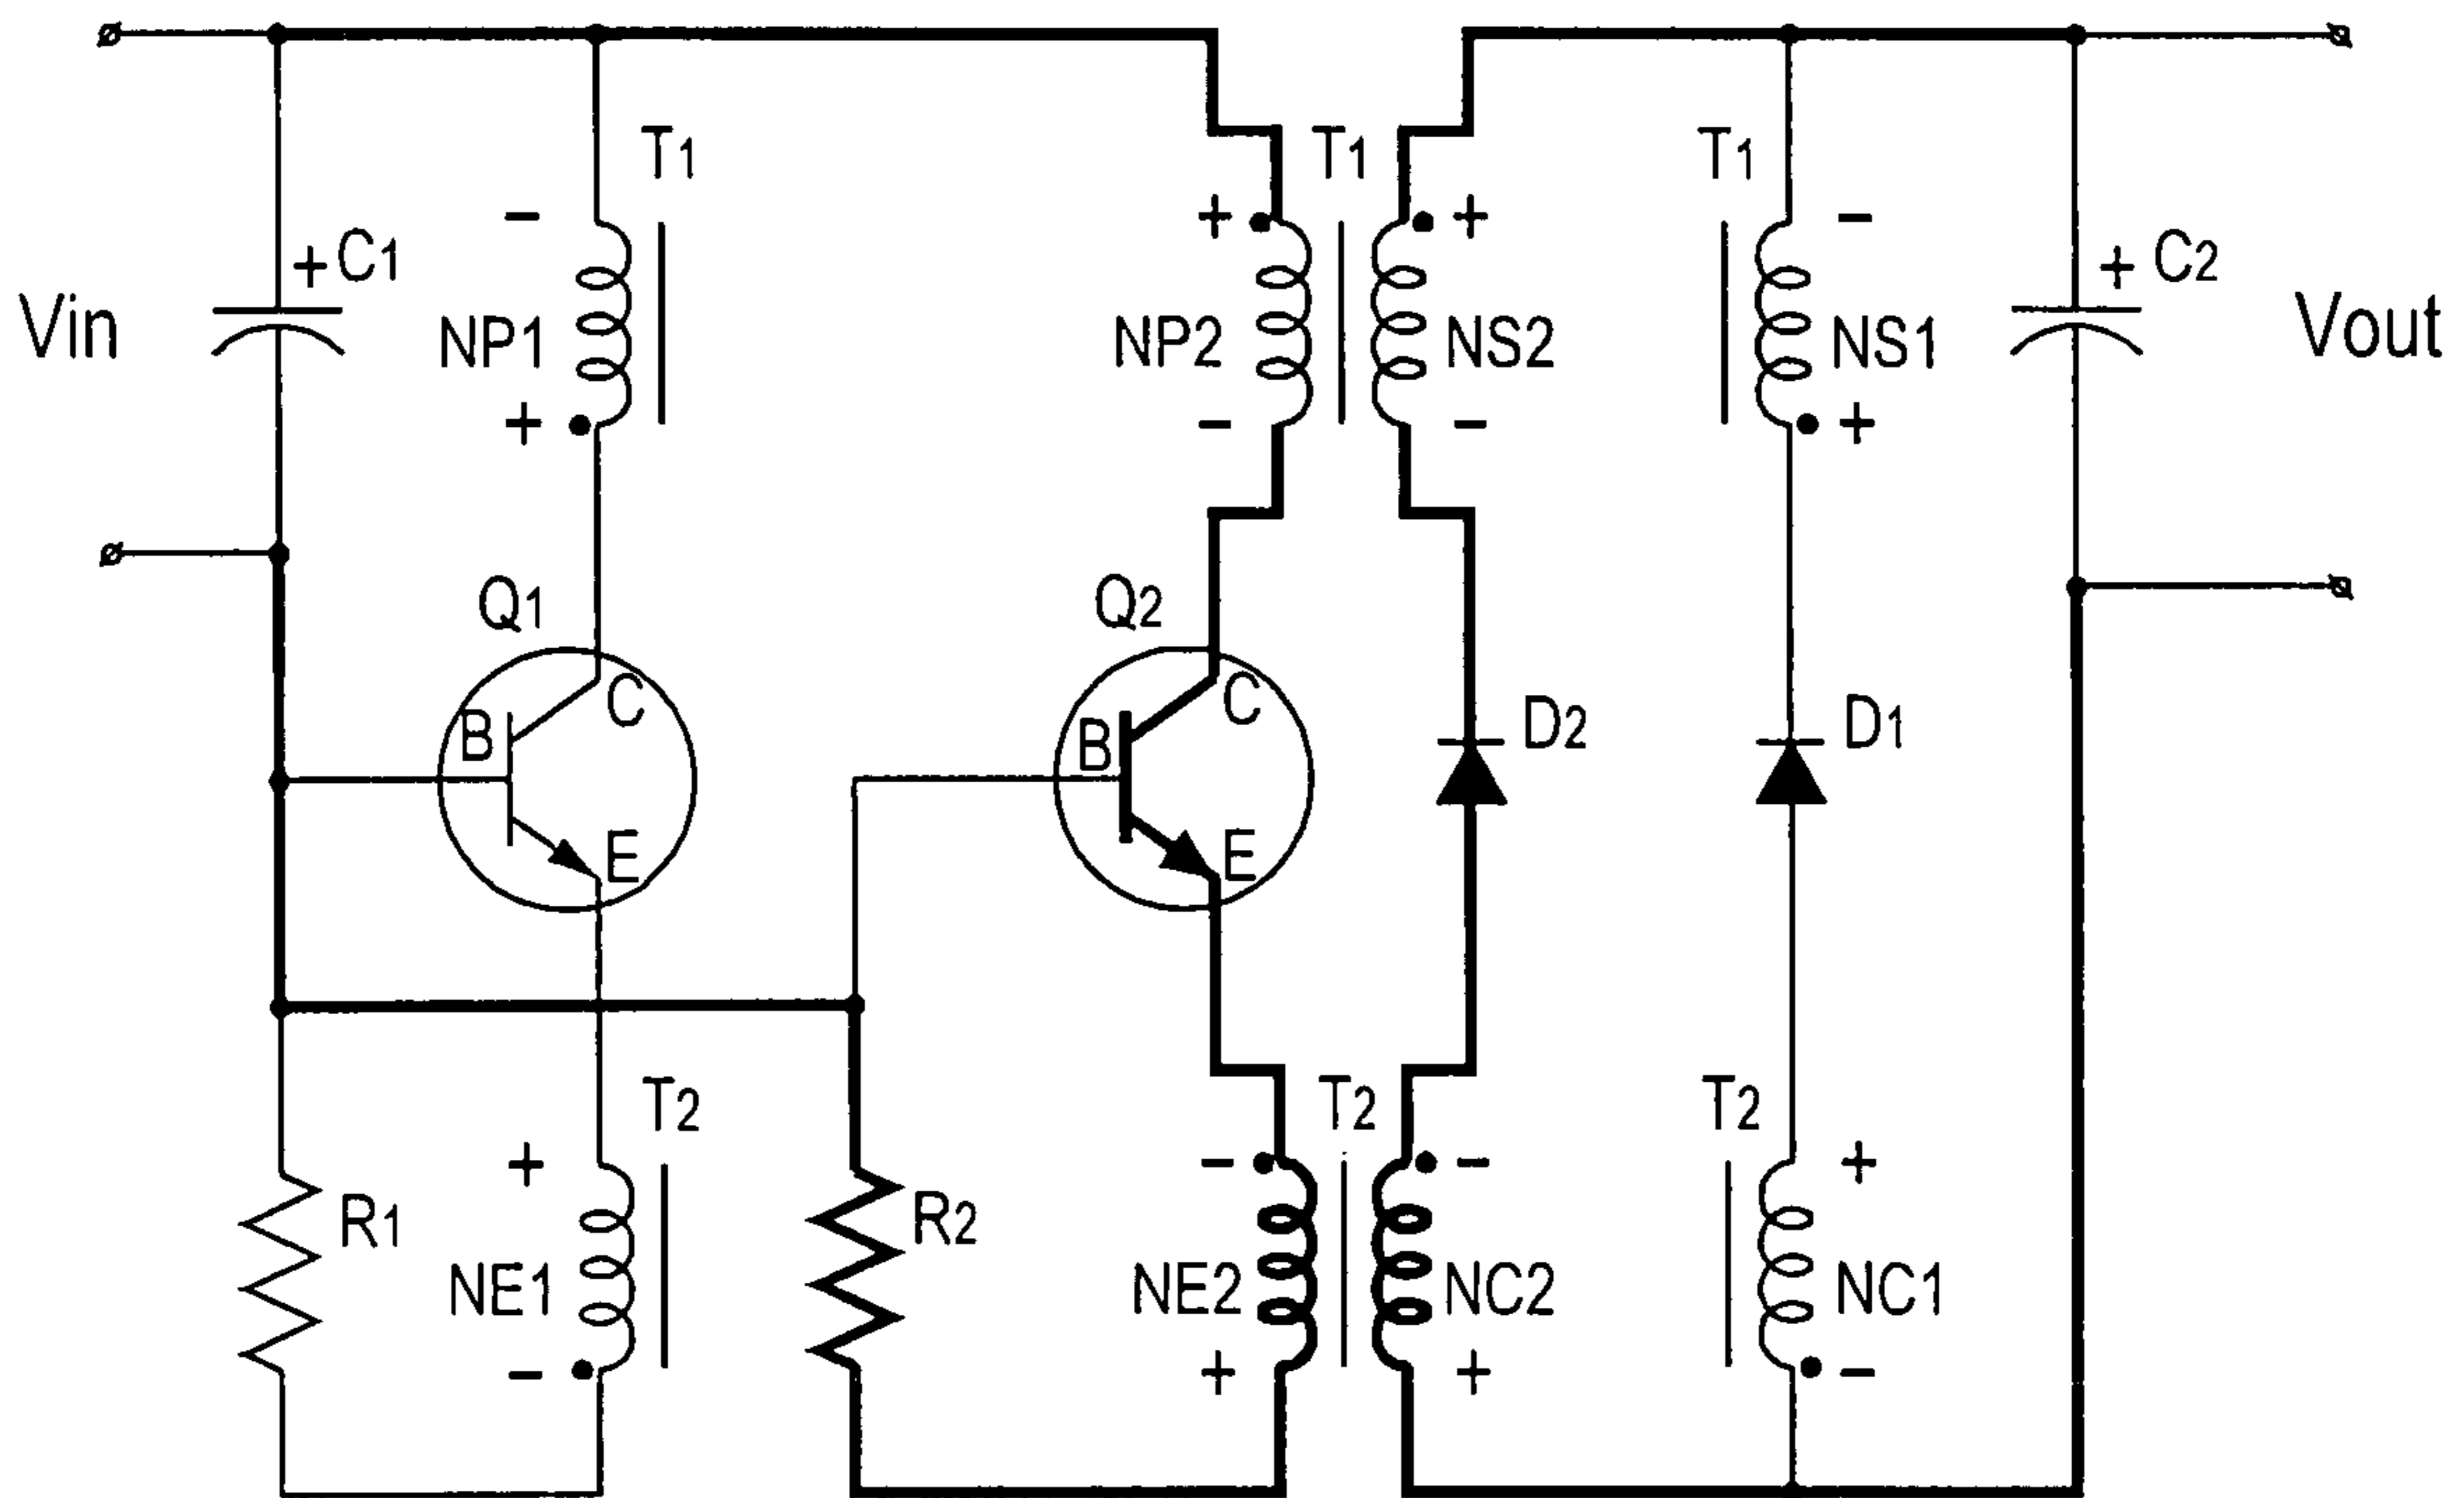 T1 T1 T1
- + + -
+ C1 + C2
Vin NP1 NP2 NS2 NS1 Vout
+ - - +
Q1 Q2
C C
B B D2 D1
E E
T2 T2 T2
+ - - +
R1 R2
NE1 NE2 NC2 NC1
- + + -